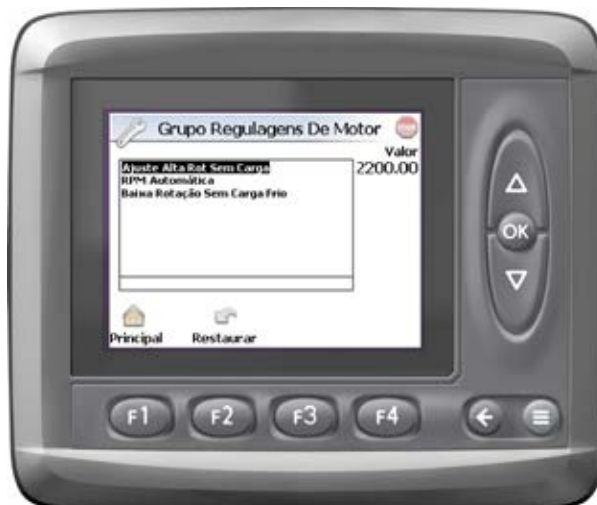 Grupo Regulagens De Motor
Valor
Ajuste Alta Rot Sem Carga
2200.00
RPM Automática
Baixa Rotação Sem Carga Frio
Principal
Restaurar
OK
F1
F2
F3
F4